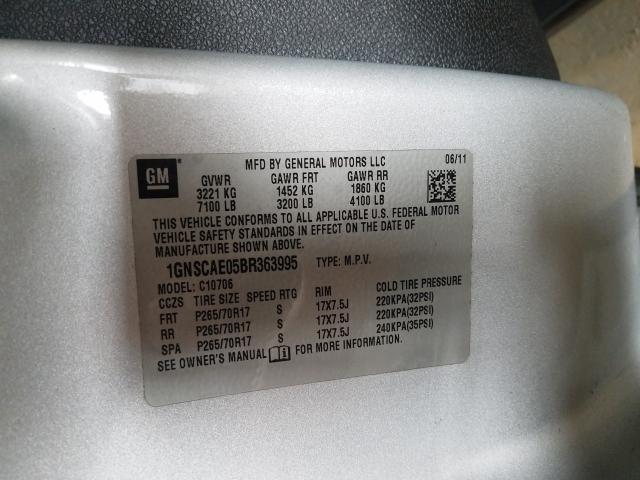 GM
MFD BY GENERAL MOTORS LLC 06/11
GVWR GAWR FRT GAWR RR
3221 KG 1452 KG 1860 KG
7100 LB 3200 LB 4100 LB
THIS VEHICLE CONFORMS TO ALL APPLICABLE U.S. FEDERAL MOTOR
VEHICLE SAFETY STANDARDS IN EFFECT ON THE DATE OF
MANUFACTURE SHOWN ABOVE.
1GNSCAE05BR363995 TYPE: M.P.V.
MODEL: C10706
CCZS TIRE SIZE SPEED RTG RIM COLD TIRE PRESSURE
FRT P265/70R17 S 17X7.5J 220KPA(32PSI)
RR P265/70R17 S 17X7.5J 220KPA(32PSI)
SPA P265/70R17 S 17X7.5J 240KPA(35PSI)
SEE OWNER'S MANUAL FOR MORE INFORMATION.